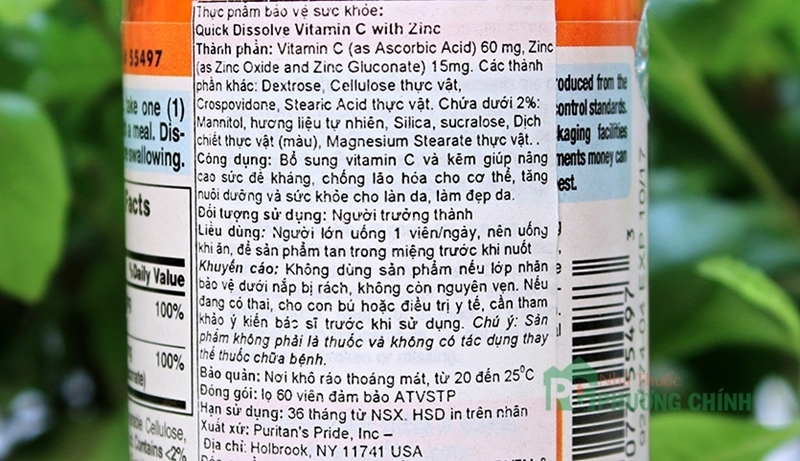 Thực phẩm bảo vệ sức khỏe:
Quick Dissolve Vitamin C with Zinc
Thành phần: Vitamin C (as Ascorbic Acid) 60 mg, Zinc
(as Zinc Oxide and Zinc Gluconate) 15mg. Các thành
phần khác: Dextrose, Cellulose thực vật,
Crospovidone, Stearic Acid thực vật. Chứa dưới 2%:
Mannitol, hương liệu tự nhiên, Silica, sucralose, Dịch
chiết thực vật (màu), Magnesium Stearate thực vật. .
Công dụng: Bổ sung vitamin C và kẽm giúp nâng
cao sức đề kháng, chống lão hóa cho cơ thể, tăng
nuôi dưỡng và sức khỏe cho làn da, làm đẹp da.
Đối tượng sử dụng: Người trưởng thành
Liều dùng: Người lớn uống 1 viên/ngày, nên uống
khi ăn, để sản phẩm tan trong miệng trước khi nuốt
Khuyến cáo: Không dùng sản phẩm nếu lớp nhãn
bảo vệ dưới nắp bị rách, không còn nguyên vẹn. Nếu
đang có thai, cho con bú hoặc điều trị y tế, cần tham
khảo ý kiến bác sĩ trước khi sử dụng. Chú ý: Sản
phẩm không phải là thuốc và không có tác dụng thay
thế thuốc chữa bệnh.
Bảo quản: Nơi khô ráo thoáng mát, từ 20 đến 25°C
Đóng gói: lọ 60 viên đảm bảo ATVSTP
Hạn sử dụng: 36 tháng từ NSX. HSD in trên nhãn
Xuất xứ: Puritan's Pride, Inc –
Địa chỉ: Holbrook, NY 11741 USA
# 55497
take one (1)
a meal. Dis-
swallowing.
Facts
%Daily Value
100%
100%
Cellulose,
Contains <2%
roduced from the
control standards.
kaging facilities
ments money can
est.
EXP 10/17
55497 3
PHƯƠNG CHÍNH